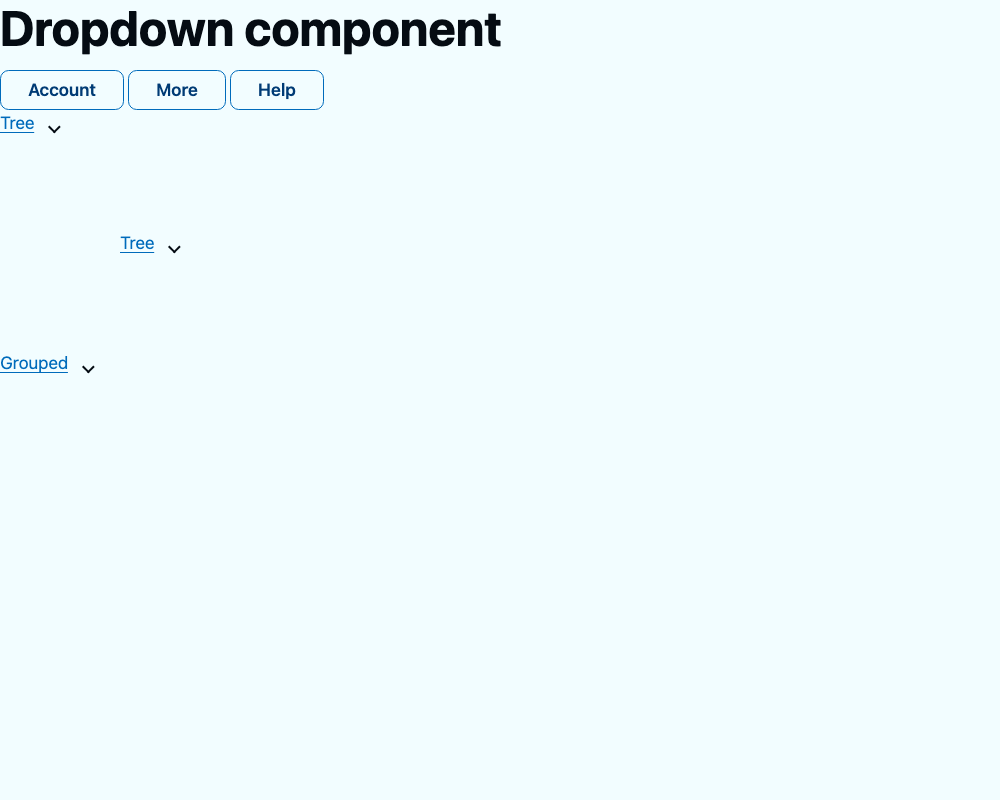 Dropdown component
Account More Help
Tree
Tree
Grouped